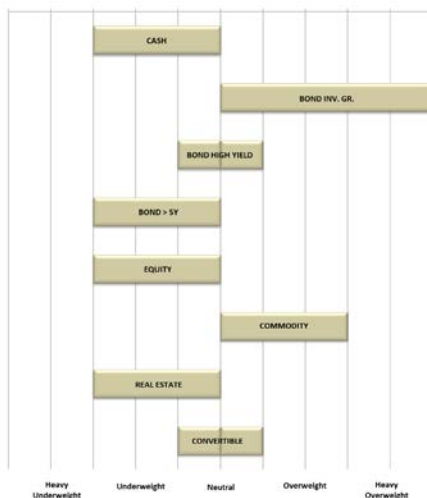 CASH
BOND INV. GR.
BOND HIGH YIELD
BOND > 5Y
EQUITY
COMMODITY
REAL ESTATE
CONVERTIBLE
Heavy Underweight Neutral Overweight Heavy
Underweight Overweight